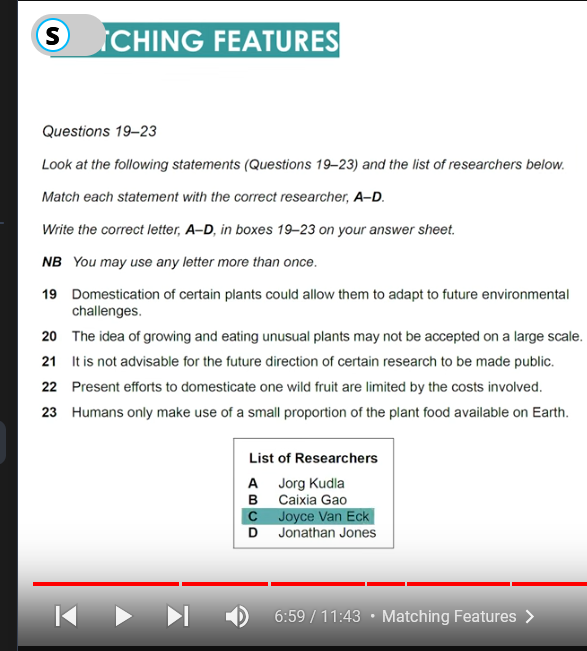 S
TCHING FEATURES
Questions 19–23
Look at the following statements (Questions 19–23) and the list of researchers below.
Match each statement with the correct researcher, A–D.
Write the correct letter, A–D, in boxes 19–23 on your answer sheet.
NB You may use any letter more than once.
19 Domestication of certain plants could allow them to adapt to future environmental
challenges.
20 The idea of growing and eating unusual plants may not be accepted on a large scale.
21 It is not advisable for the future direction of certain research to be made public.
22 Present efforts to domesticate one wild fruit are limited by the costs involved.
23 Humans only make use of a small proportion of the plant food available on Earth.
List of Researchers
A Jorg Kudla
B Caixia Gao
C Joyce Van Eck
D Jonathan Jones
6:59 / 11:43 • Matching Features